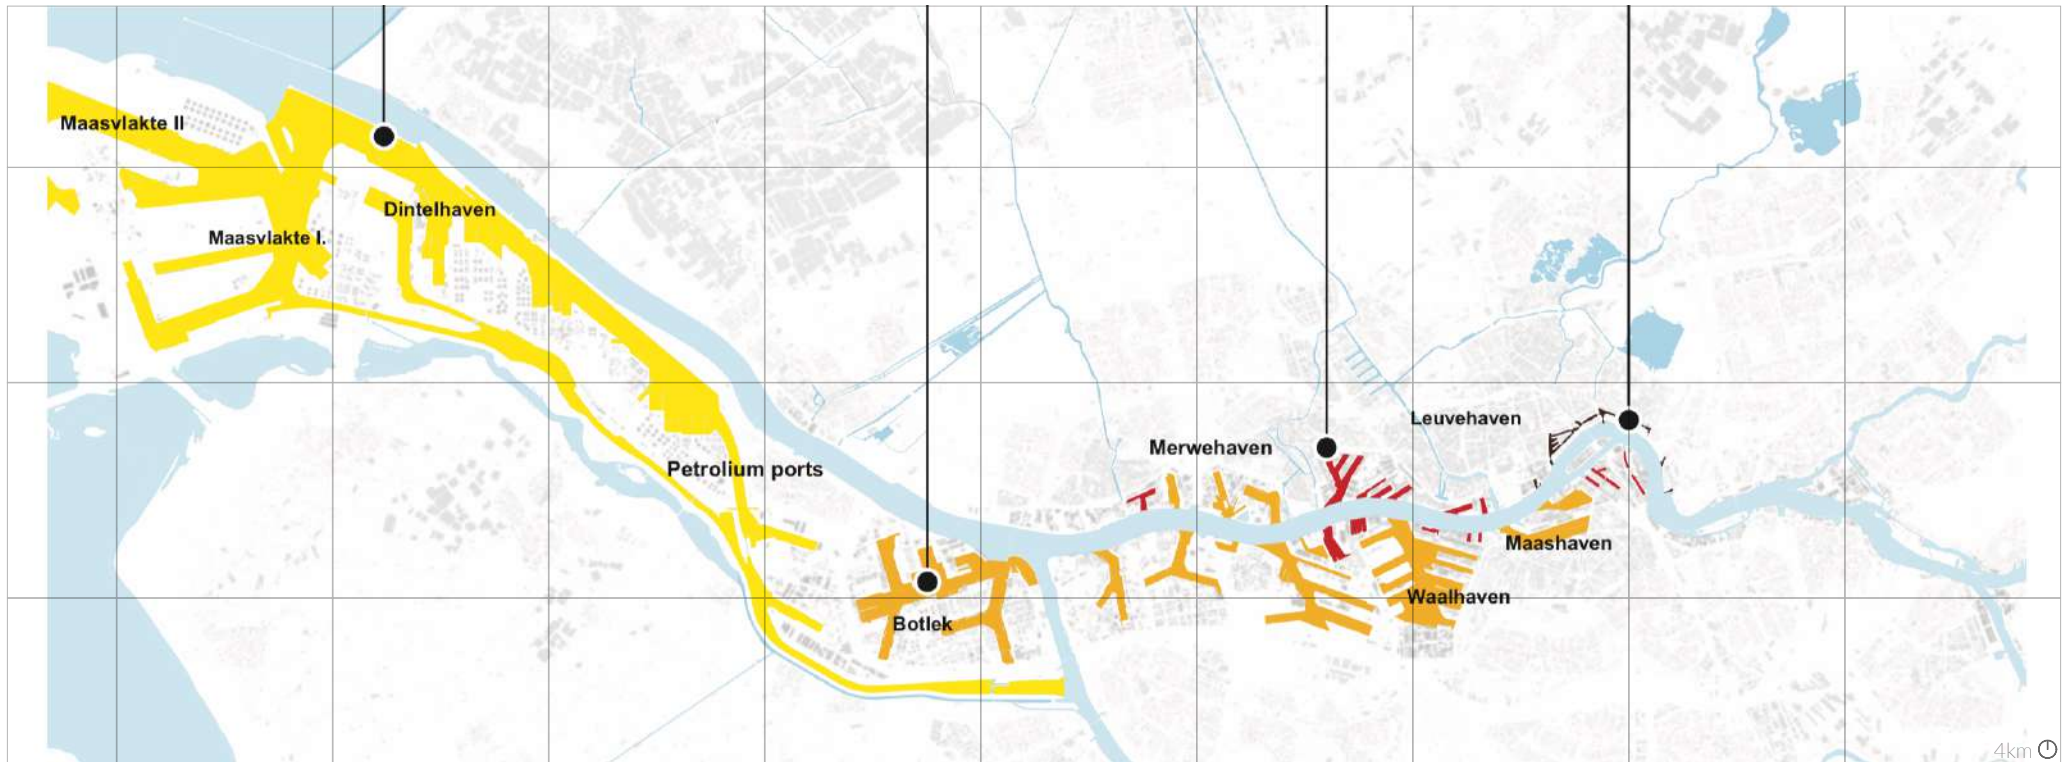 Maasvlakte II
Dintelhaven
Maasvlakte I.
Leuvehaven
Merwehaven
Petrolium ports
Maashaven
Waalhaven
Botlek
4km